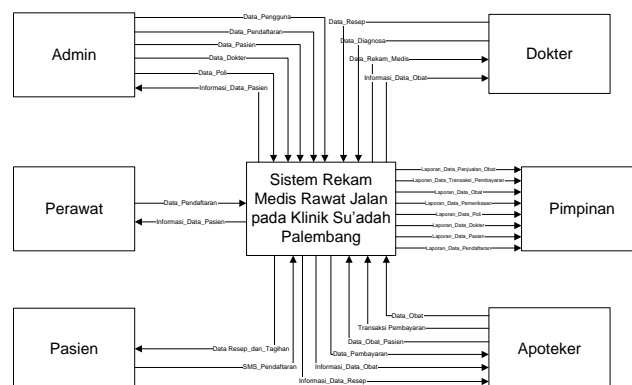 Data_Pengguna
Data_Pendaftaran
Data_Pasien
Data_Dokter
Data_Poli
Informasi_Data_Pasien
Admin
Data_Resep
Data_Diagnosa
Data_Rekam_Medis
Informasi_Data_Obat
Dokter
Perawat
Data_Pendaftaran
Informasi_Data_Pasien
Sistem Rekam
Medis Rawat Jalan
pada Klinik Su'adah
Palembang
Laporan_Data_Penjualan_Obat
Laporan_Data_Transaksi_Pembayaran
Laporan_Data_Obat
Laporan_Data_Pemeriksaan
Laporan_Data_Poli
Laporan_Data_Dokter
Laporan_Data_Pasien
Laporan_Data_Pendaftaran
Pimpinan
Pasien
Data Resep_dan_Tagihan
SMS_Pendaftaran
Data_Obat
Transaksi Pembayaran
Data_Obat_Pasien
Data_Pembayaran
Informasi_Data_Obat
Informasi_Data_Resep
Apoteker